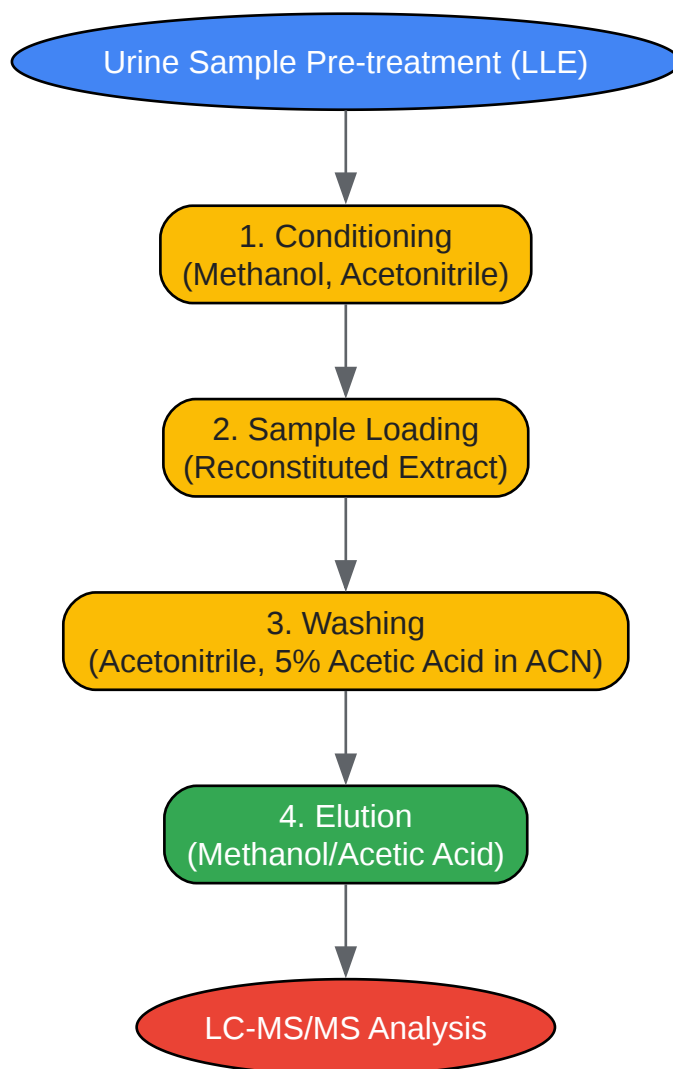 Urine Sample Pre-treatment (LLE)
1. Conditioning
(Methanol, Acetonitrile)
2. Sample Loading
(Reconstituted Extract)
3. Washing
(Acetonitrile, 5% Acetic Acid in ACN)
4. Elution
(Methanol/Acetic Acid)
LC-MS/MS Analysis